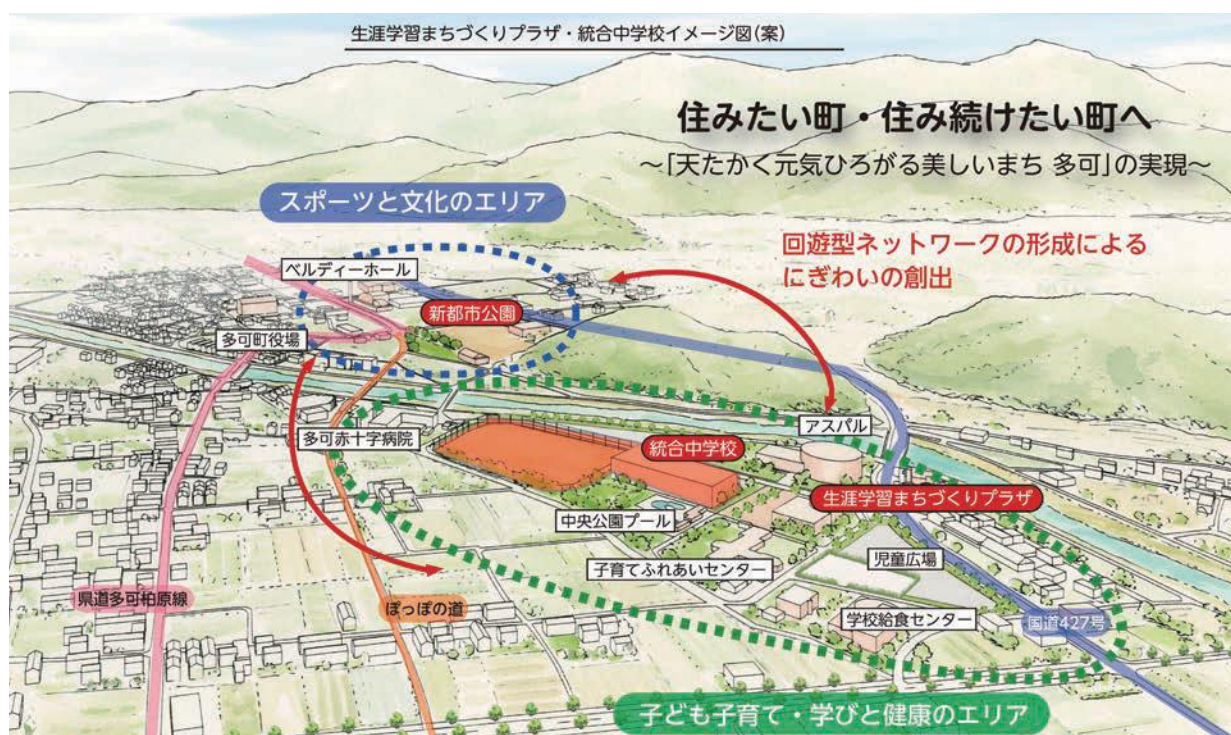 生涯学習まちづくりプラザ・統合中学校イメージ図(案)
住みたい町・住み続けたい町へ
～「天たかく元気ひろがる美しいまち 多可」の実現～
スポーツと文化のエリア
回遊型ネットワークの形成による
にぎわいの創出
ベルディーホール
新都市公園
多可町役場
アスパル
多可赤十字病院
統合中学校
生涯学習まちづくりプラザ
中央公園プール
児童広場
子育てふれあいセンター
県道多可柏原線
ぽっぽの道
学校給食センター
国道427号
子ども子育て・学びと健康のエリア